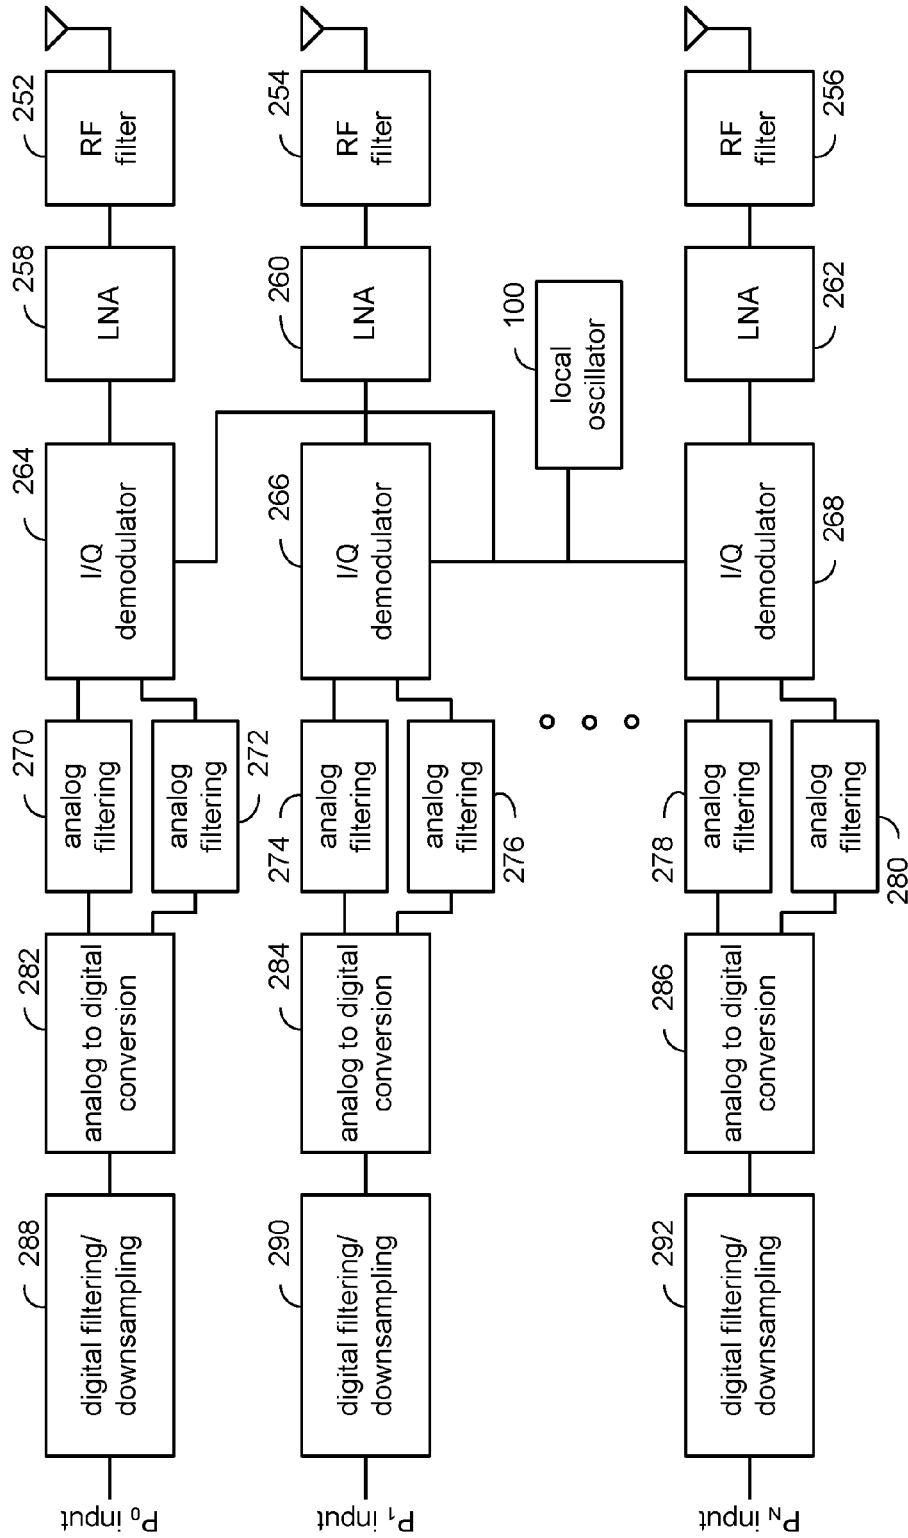 252
RF
filter
258
LNA
264
I/Q
demodulator
270
analog
filtering
analog
filtering
272
282
analog to digital
conversion
288
digital filtering/
downsampling
P0 input
254
RF
filter
260
LNA
266
I/Q
demodulator
274
analog
filtering
analog
filtering
276
284
analog to digital
conversion
290
digital filtering/
downsampling
P1 input
100
local
oscillator
RF
filter
256
LNA
262
I/Q
demodulator
268
278
analog
filtering
analog
filtering
280
286
analog to digital
conversion
292
digital filtering/
downsampling
PN input